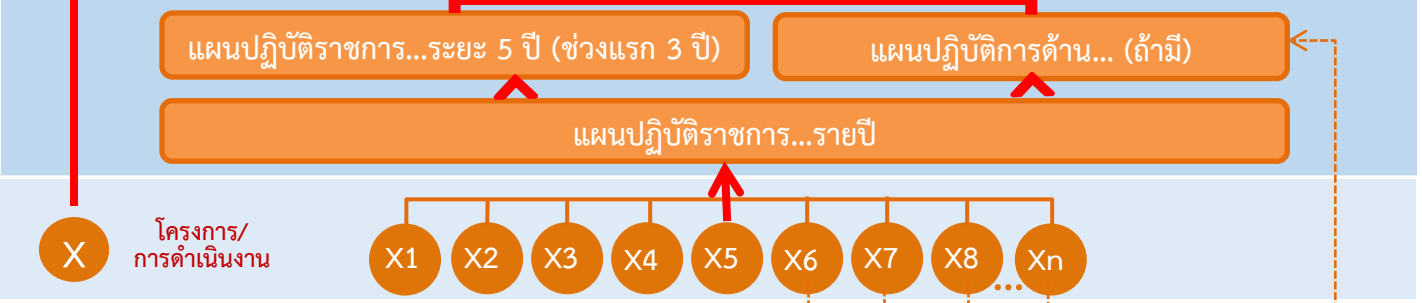 แผนปฏิบัติราชการ...ระยะ 5 ปี (ช่วงแรก 3 ปี)
แผนปฏิบัติการด้าน... (ถ้ามี)
แผนปฏิบัติราชการ...รายปี
X
โครงการ/
การดำเนินงาน
X1 X2 X3 X4 X5 X6 X7 X8 ... Xn